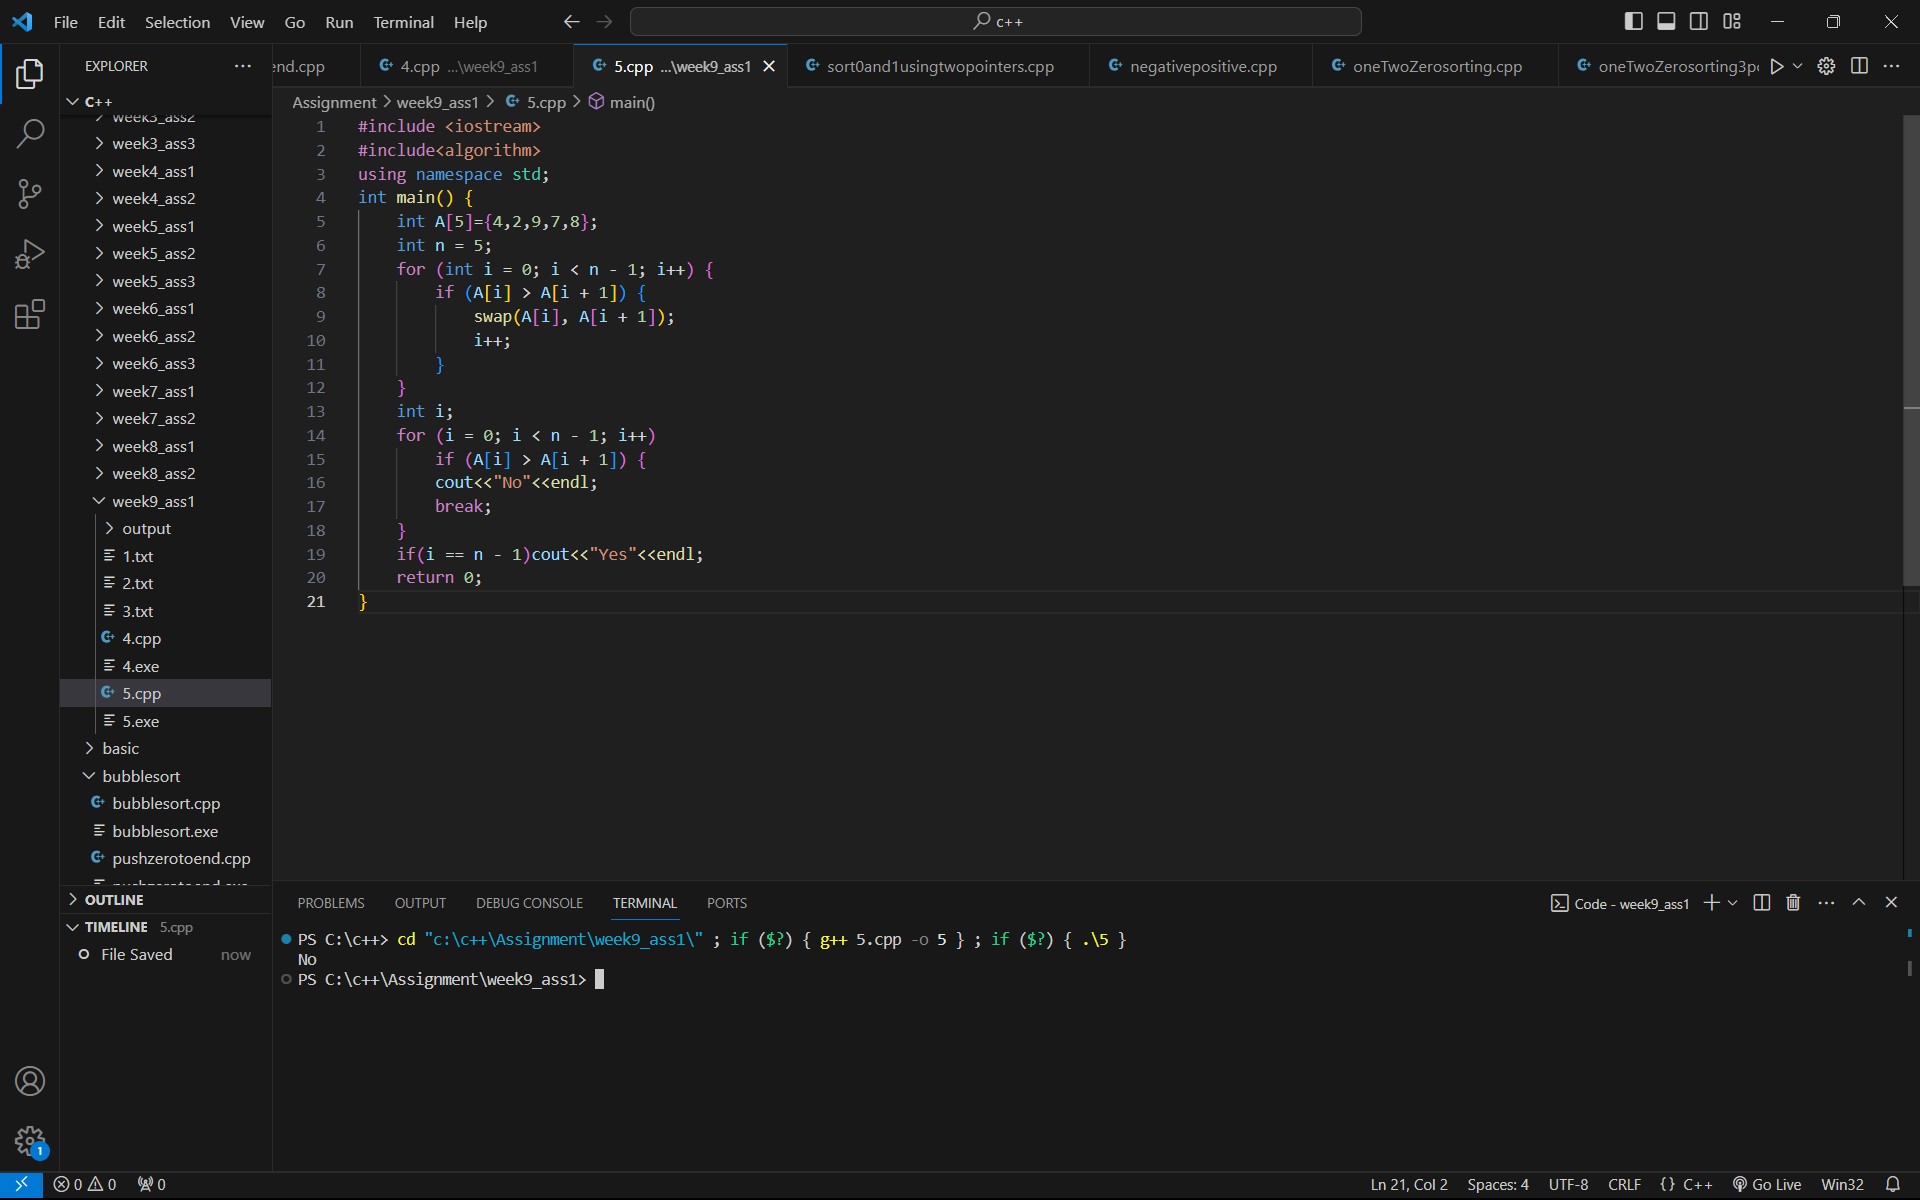 File Edit Selection View Go Run Terminal Help
c++
EXPLORER
end.cpp 4.cpp ...\week9_ass1 5.cpp ...\week9_ass1 sort0and1usingtwopointers.cpp negativepositive.cpp oneTwoZerosorting.cpp oneTwoZerosorting3po
C++
week3_ass2
week3_ass3
week4_ass1
week4_ass2
week5_ass1
week5_ass2
week5_ass3
week6_ass1
week6_ass2
week6_ass3
week7_ass1
week7_ass2
week8_ass1
week8_ass2
week9_ass1
output
1.txt
2.txt
3.txt
4.cpp
4.exe
5.cpp
5.exe
basic
bubblesort
bubblesort.cpp
bubblesort.exe
pushzerotoend.cpp
OUTLINE
TIMELINE 5.cpp
File Saved now
Assignment > week9_ass1 > 5.cpp > main()
1 #include <iostream>
2 #include<algorithm>
3 using namespace std;
4 int main() {
5 int A[5]={4,2,9,7,8};
6 int n = 5;
7 for (int i = 0; i < n - 1; i++) {
8 if (A[i] > A[i + 1]) {
9 swap(A[i], A[i + 1]);
10 i++;
11 }
12 }
13 int i;
14 for (i = 0; i < n - 1; i++)
15 if (A[i] > A[i + 1]) {
16 cout<<"No"<<endl;
17 break;
18 }
19 if(i == n - 1)cout<<"Yes"<<endl;
20 return 0;
21 }
PROBLEMS OUTPUT DEBUG CONSOLE TERMINAL PORTS
Code - week9_ass1
PS C:\c++> cd "c:\c++\Assignment\week9_ass1\" ; if ($?) { g++ 5.cpp -o 5 } ; if ($?) { .\5 }
No
PS C:\c++\Assignment\week9_ass1>
1
0 0 0
Ln 21, Col 2 Spaces: 4 UTF-8 CRLF {} C++ Go Live Win32